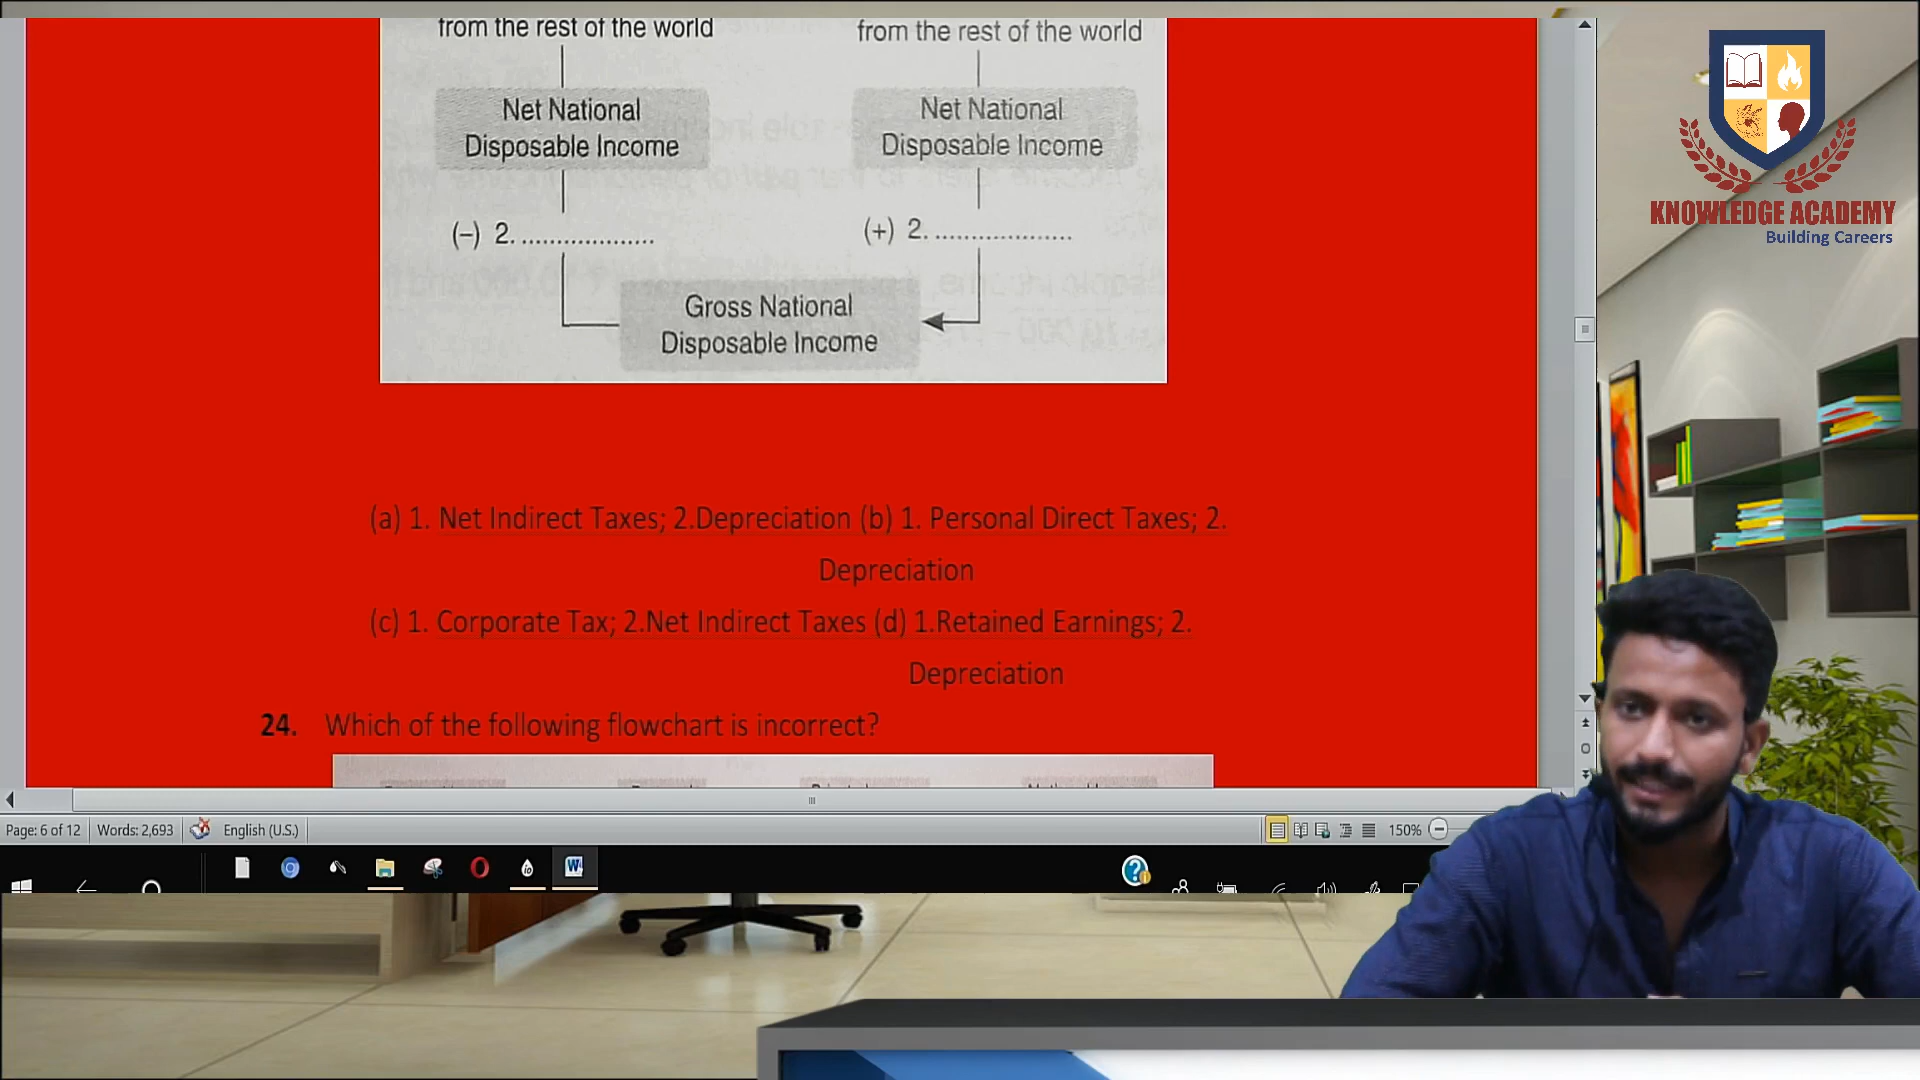 from the rest of the world
from the rest of the world
Net National
Disposable Income
Net National
Disposable Income
(–) 2. ...................
(+) 2. ....................
Gross National
Disposable Income
(a) 1. Net Indirect Taxes; 2.Depreciation (b) 1. Personal Direct Taxes; 2.
Depreciation
(c) 1. Corporate Tax; 2.Net Indirect Taxes (d) 1.Retained Earnings; 2.
Depreciation
24. Which of the following flowchart is incorrect?
Page: 6 of 12 Words: 2,693 English (U.S.) 150%
KNOWLEDGE ACADEMY
Building Careers